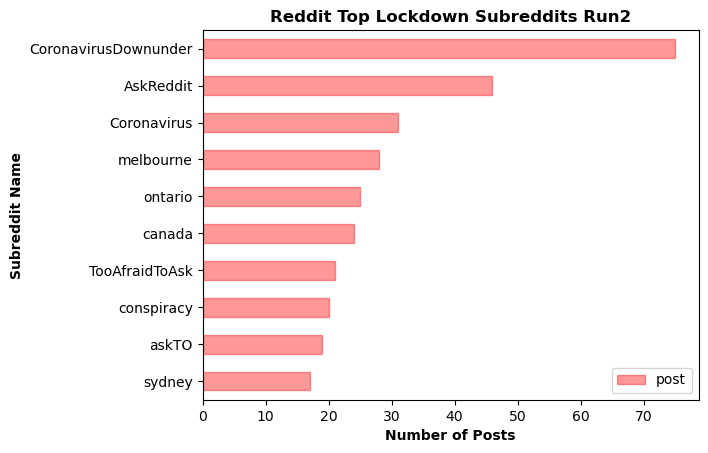 Reddit Top Lockdown Subreddits Run2
Subreddit Name
CoronavirusDownunder
AskReddit
Coronavirus
melbourne
ontario
canada
TooAfraidToAsk
conspiracy
askTO
sydney
post
0 10 20 30 40 50 60 70
Number of Posts